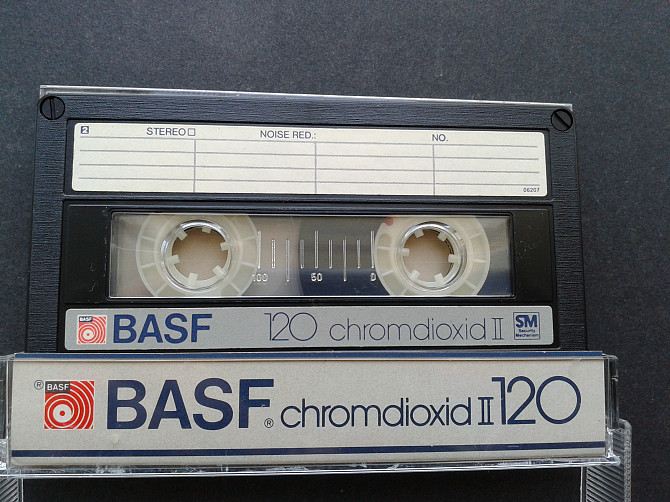 2 STEREO NOISE RED.: NO.
06207
100 50 0
BASF BASF 120 chromdioxid II SM
Security
Mechanism
® BASF BASF® chromdioxid II 120